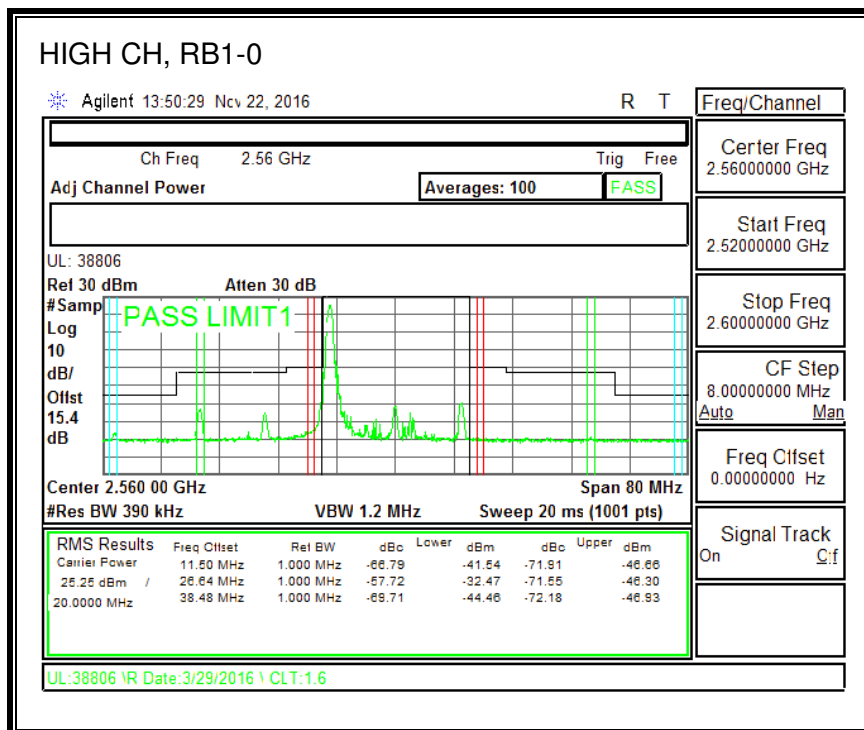 HIGH CH, RB1-0
Agilent 13:50:29 Nov 22, 2016 R T
Freq/Channel
Ch Freq 2.56 GHz Trig Free
Adj Channel Power Averages: 100 PASS
Center Freq
2.56000000 GHz
Start Freq
2.52000000 GHz
Stop Freq
2.60000000 GHz
CF Step
8.00000000 MHz
Auto Man
Freq Offset
0.00000000 Hz
Signal Track
On Off
UL: 38806
Ref 30 dBm Atten 30 dB
#Samp
Log
10
dB/
Offst
15.4
dB
PASS LIMIT1
Center 2.560 00 GHz Span 80 MHz
#Res BW 390 kHz VBW 1.2 MHz Sweep 20 ms (1001 pts)
RMS Results Freq Offset Ref BW dBc Lower dBm dBc Upper dBm
Carrier Power 11.50 MHz 1.000 MHz -66.79 -41.54 -71.91 -46.66
25.25 dBm / 26.64 MHz 1.000 MHz -57.72 -32.47 -71.55 -46.30
20.0000 MHz 38.48 MHz 1.000 MHz -69.71 -44.46 -72.18 -46.93
UL:38806 \R Date:3/29/2016 \ CLT:1.6